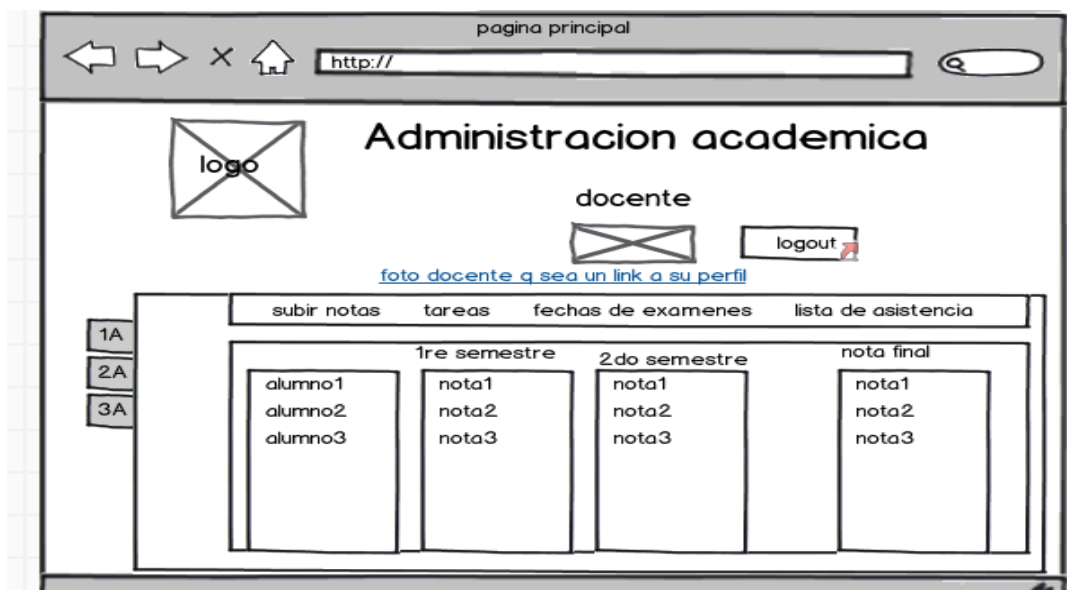 pagina principal
http://
logo
Administracion academica
docente
logout
foto docente q sea un link a su perfil
subir notas tareas fechas de examenes lista de asistencia
1A
2A
3A
1re semestre 2do semestre nota final
alumno1 nota1 nota1 nota1
alumno2 nota2 nota2 nota2
alumno3 nota3 nota3 nota3